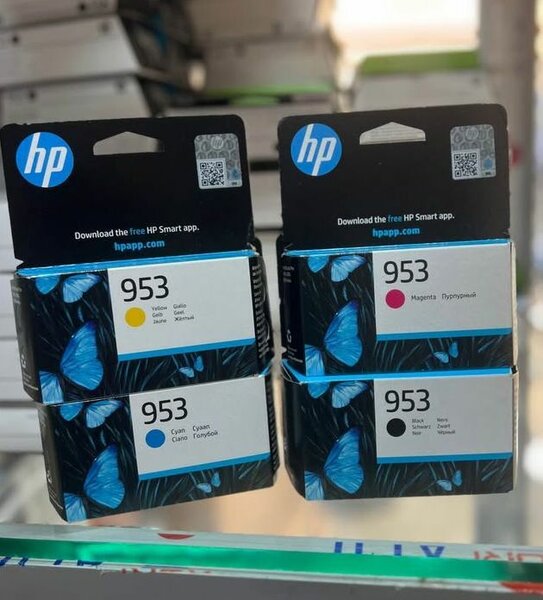 hp
Download the free HP Smart app.
hpapp.com
953
Yellow Giallo
Gelb Geel
Jaune Жёлтый
953
Cyan Cyaan
Ciano Голубой
hp
Download the free HP Smart app.
hpapp.com
953
Magenta Пурпурный
953
Black Nero
Schwarz Zwart
Noir Чёрный